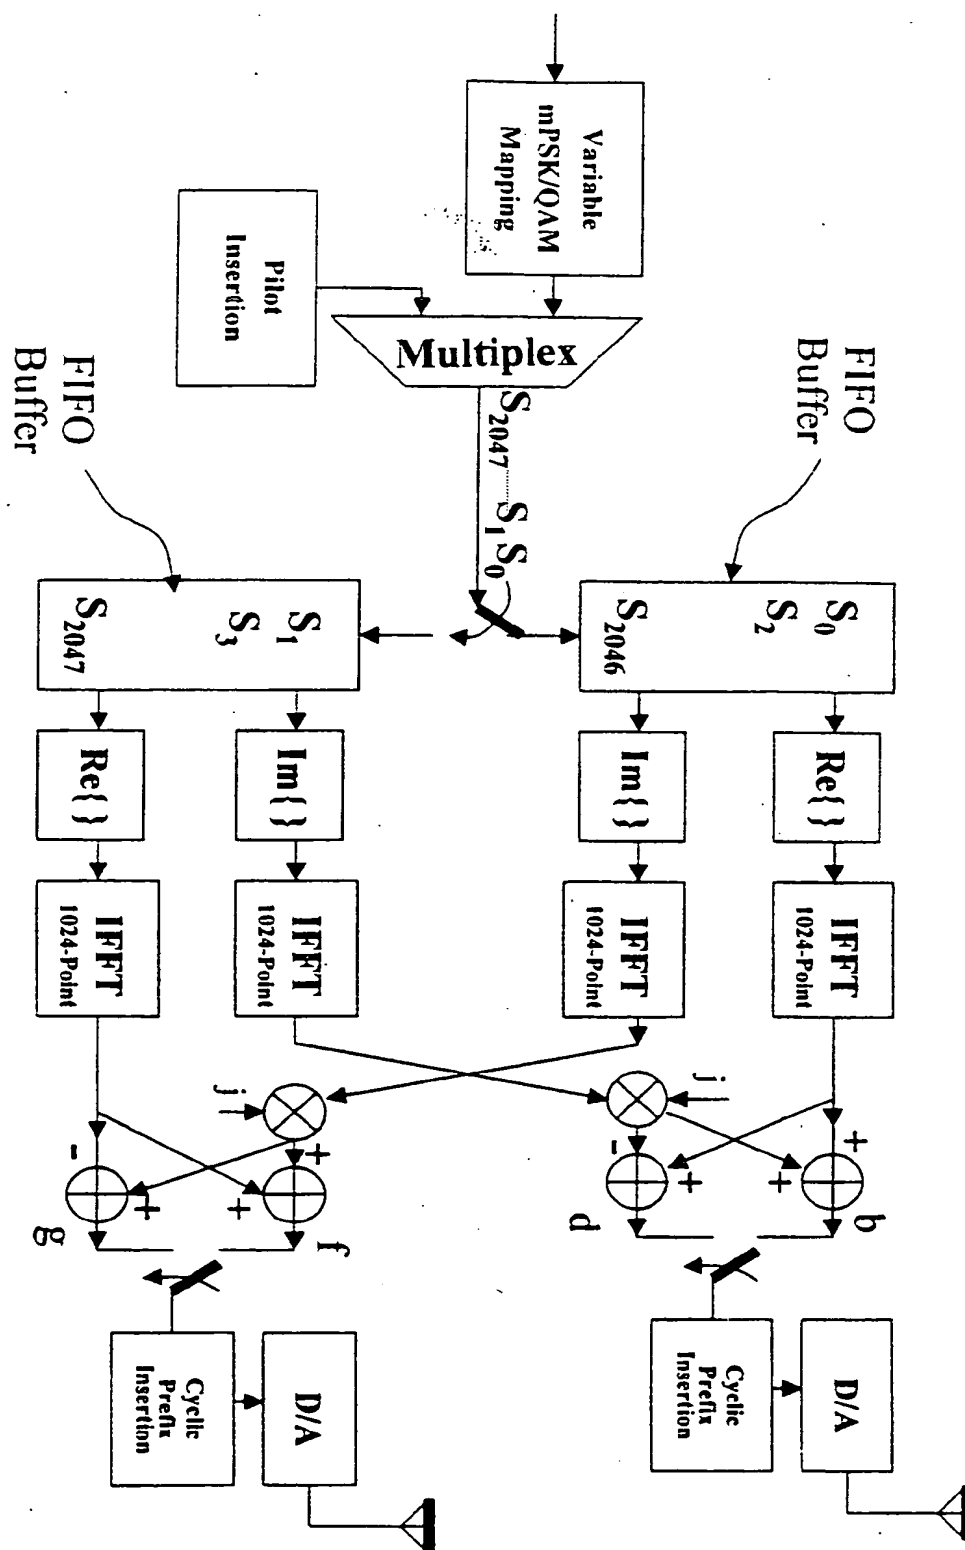 Variable
mPSK/QAM
Mapping
Pilot
Insertion
Multiplex
S2047 ........ S1 S0
FIFO
Buffer
S0
S2
S2046
Re{ }
IFFT
1024-Point
Im{ }
IFFT
1024-Point
FIFO
Buffer
S1
S3
S2047
Im{ }
IFFT
1024-Point
Re{ }
IFFT
1024-Point
j
+
+
b
-
+
d
Cyclic
Prefix
Insertion
D/A
j
+
+
f
-
+
g
Cyclic
Prefix
Insertion
D/A